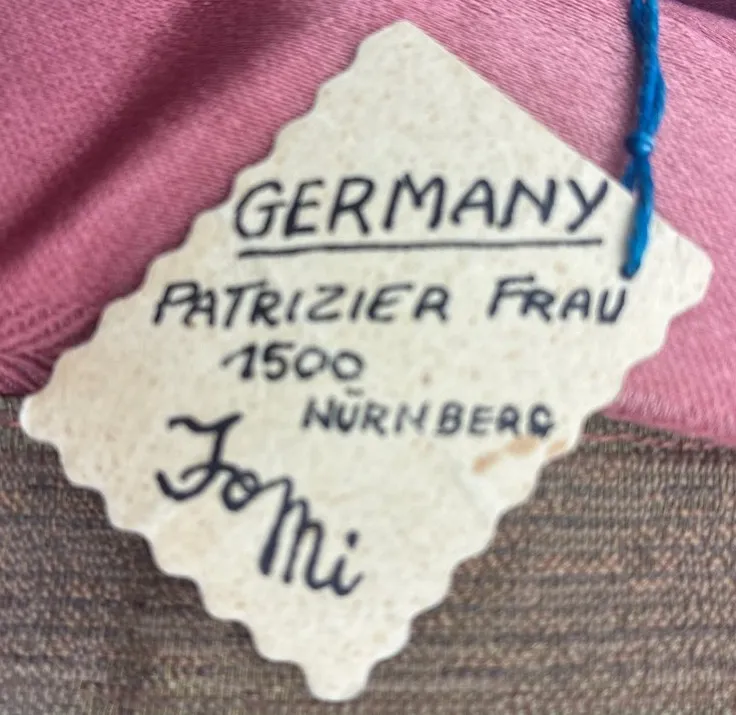 GERMANY
PATRIZIER FRAU
1500
NÜRNBERG
JoMi